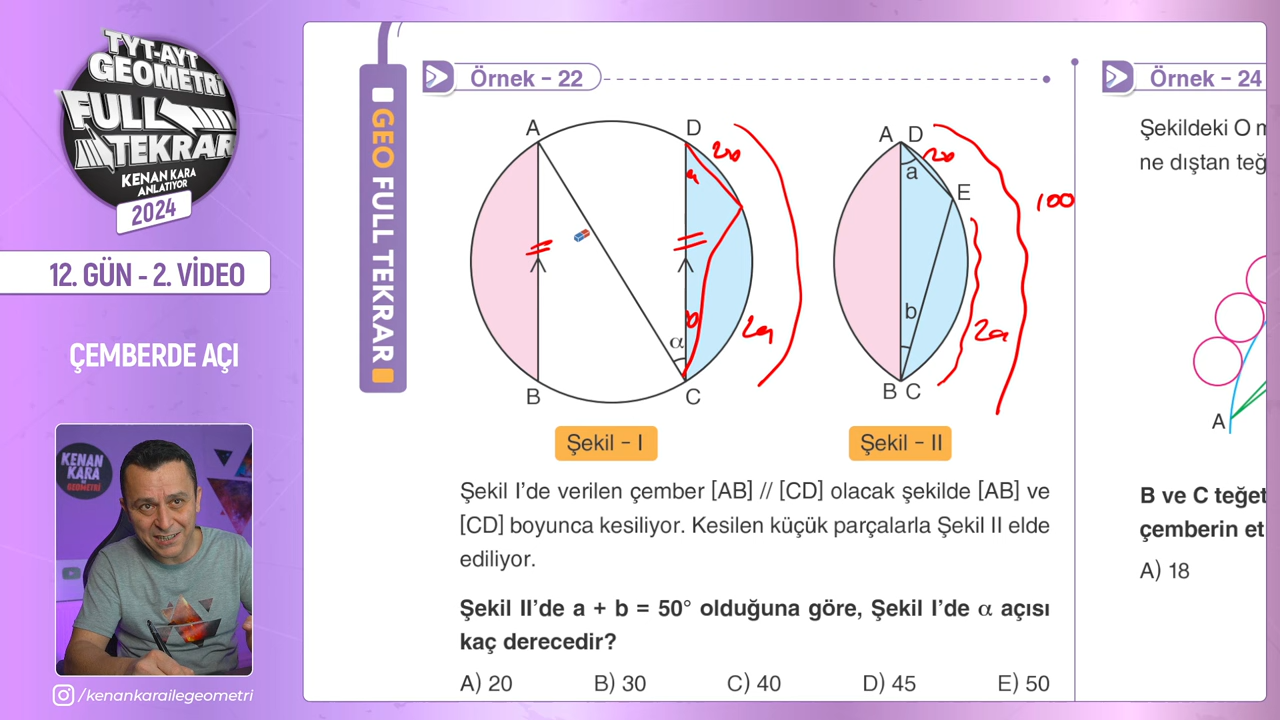 TYT-AYT
GEOMETRİ
FULL
TEKRAR
KENAN KARA
ANLATIYOR
2024
12. GÜN - 2. VİDEO
ÇEMBERDE AÇI
KENAN
KARA
GEOMETRİ
/kenankarailegeometri
GEO FULL TEKRAR
Örnek – 22
A
D
2b
a
b
2a
α
B
C
Şekil – I
A D
a
2b
E
100
b
2a
B C
Şekil – II
Şekil I’de verilen çember [AB] // [CD] olacak şekilde [AB] ve
[CD] boyunca kesiliyor. Kesilen küçük parçalarla Şekil II elde
ediliyor.
Şekil II’de a + b = 50° olduğuna göre, Şekil I’de α açısı
kaç derecedir?
A) 20 B) 30 C) 40 D) 45 E) 50
Örnek – 24
Şekildeki O
ne dıştan teğ
A
B ve C teğet
çemberin et
A) 18